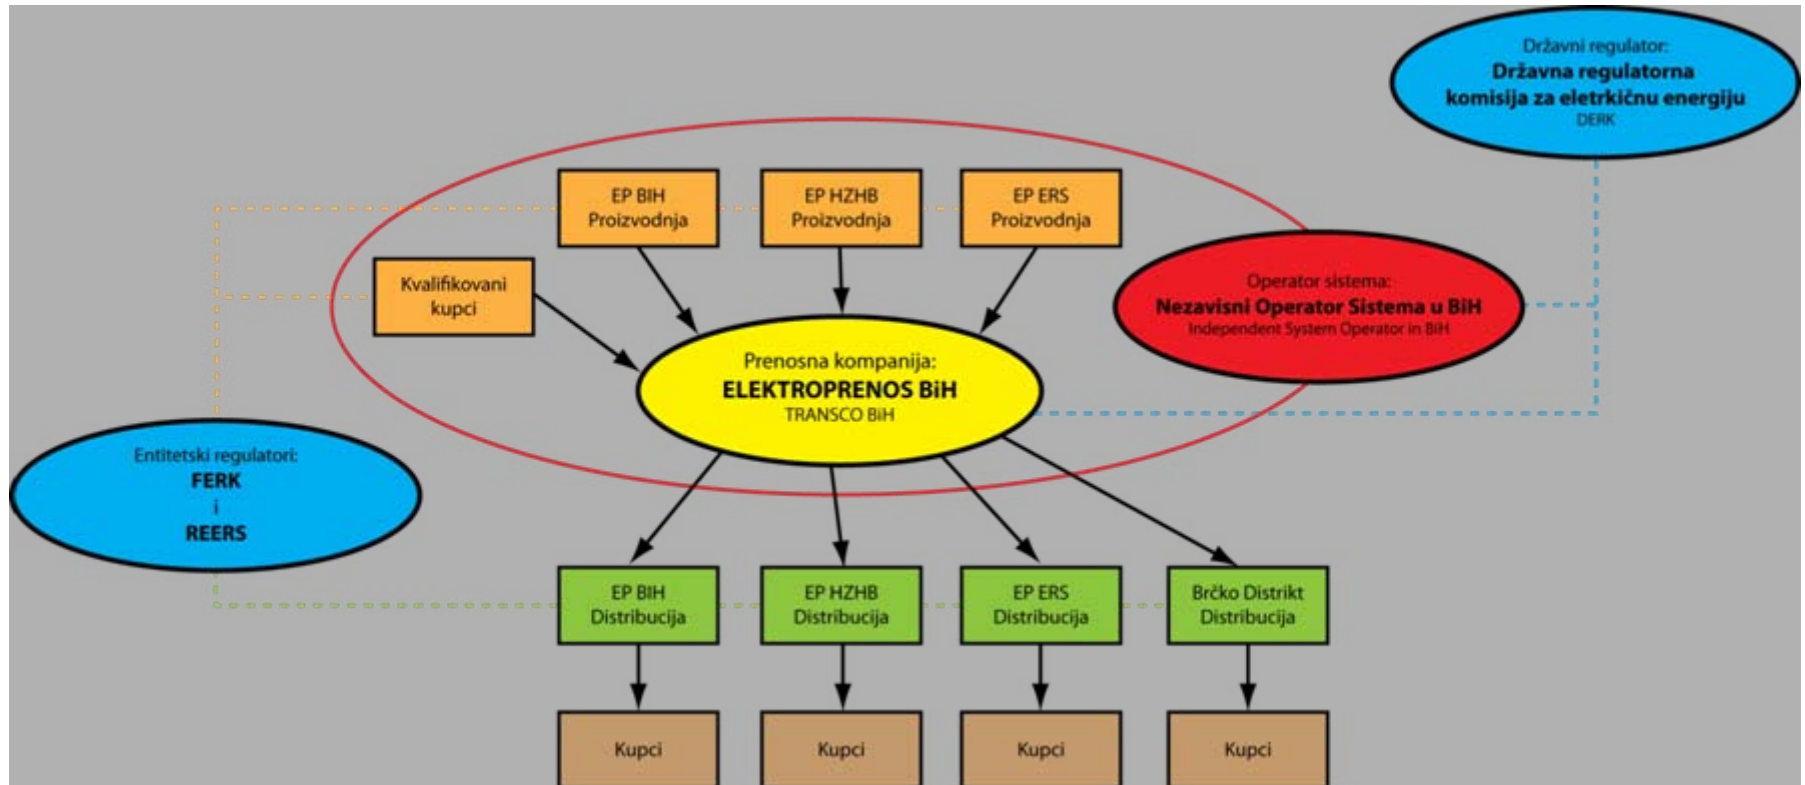 Državni regulator:
Državna regulatorna
komisija za eletrkičnu energiju
DERK
EP BIH
Proizvodnja
EP HZHB
Proizvodnja
EP ERS
Proizvodnja
Kvalifikovani
kupci
Operator sistema:
Nezavisni Operator Sistema u BiH
Independent System Operator in BiH
Prenosna kompanija:
ELEKTROPRENOS BiH
TRANSCO BiH
Entitetski regulatori:
FERK
i
REERS
EP BIH
Distribucija
EP HZHB
Distribucija
EP ERS
Distribucija
Brčko Distrikt
Distribucija
Kupci
Kupci
Kupci
Kupci